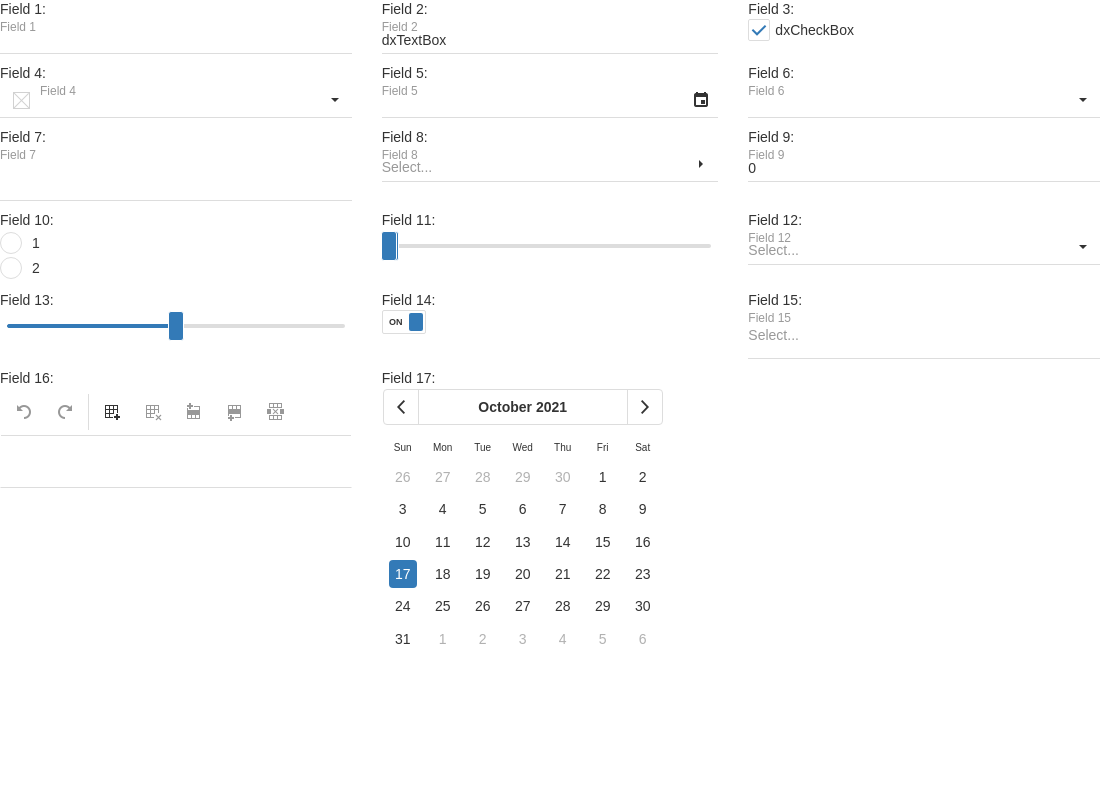 Field 1:
Field 1
Field 2:
Field 2
dxTextBox
Field 3:
dxCheckBox
Field 4:
Field 4
Field 5:
Field 5
Field 6:
Field 6
Field 7:
Field 7
Field 8:
Field 8
Select...
Field 9:
Field 9
0
Field 10:
1
2
Field 11:
Field 12:
Field 12
Select...
Field 13:
Field 14:
ON
Field 15:
Field 15
Select...
Field 16:
Field 17:
October 2021
Sun Mon Tue Wed Thu Fri Sat
26 27 28 29 30 1 2
3 4 5 6 7 8 9
10 11 12 13 14 15 16
17 18 19 20 21 22 23
24 25 26 27 28 29 30
31 1 2 3 4 5 6